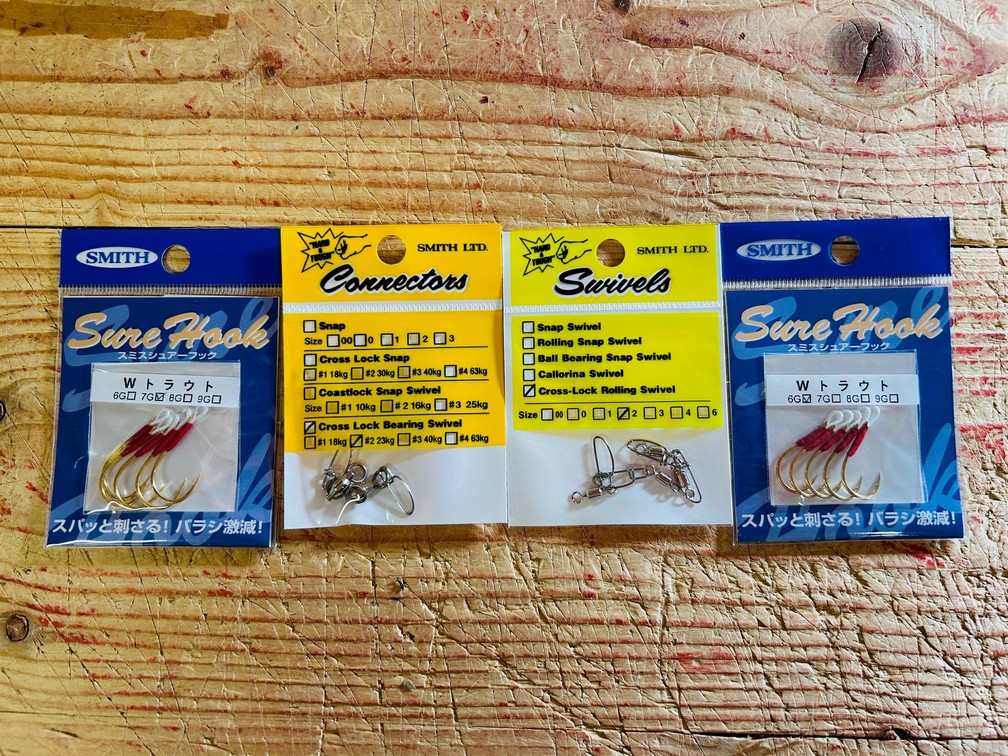 SMITH
Sure Hook
スミスシュアーフック
W トラウト
6G□ 7G☑ 8G□ 9G□
スパッと刺さる! バラシ激減!
"HARD & TOUGH"
SMITH LTD.
Connectors
□ Snap
Size □00 □0 □1 □2 □3
□ Cross Lock Snap
□#1 18kg □#2 30kg □#3 40kg □#4 63kg
□ Coastlock Snap Swivel
Size □#1 10kg □#2 16kg □#3 25kg
☑ Cross Lock Bearing Swivel
□#1 18kg ☑#2 23kg □#3 40kg □#4 63kg
"HARD & TOUGH"
SMITH LTD.
Swivels
□ Snap Swivel
□ Rolling Snap Swivel
□ Ball Bearing Snap Swivel
□ Callorina Swivel
☑ Cross-Lock Rolling Swivel
Size □00 □0 □1 ☑2 □3 □4 □6
SMITH
Sure Hook
スミスシュアーフック
W トラウト
6G☑ 7G□ 8G□ 9G□
スパッと刺さる! バラシ激減!